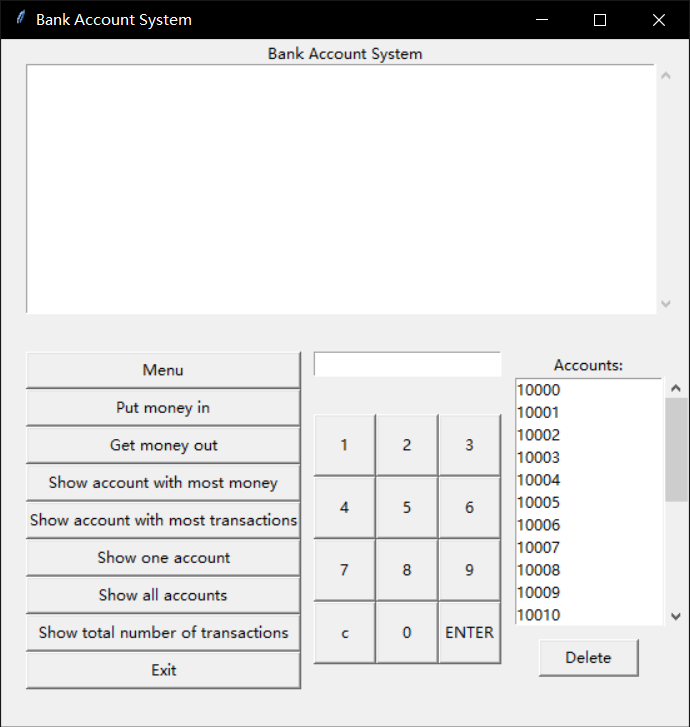 Bank Account System
Bank Account System
Menu
Put money in
Get money out
Show account with most money
Show account with most transactions
Show one account
Show all accounts
Show total number of transactions
Exit
1 2 3
4 5 6
7 8 9
c 0 ENTER
Accounts:
10000
10001
10002
10003
10004
10005
10006
10007
10008
10009
10010
Delete